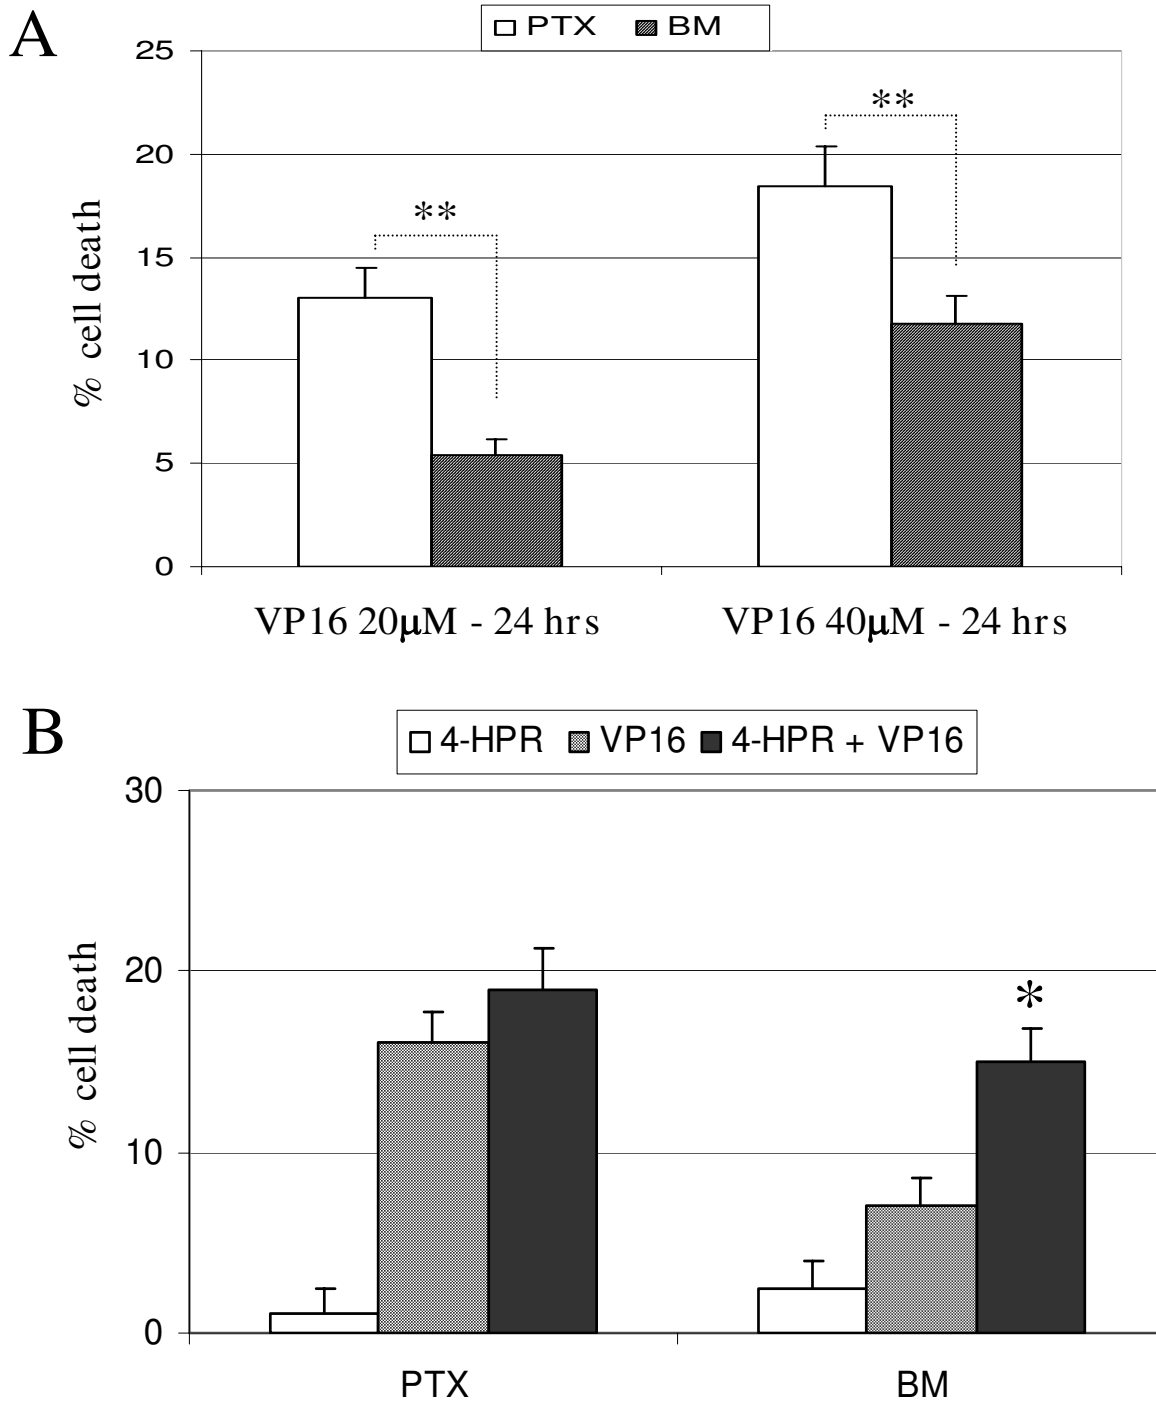 A
PTX BM
25
20
15
10
5
0
% cell death
**
**
VP16 20μM - 24 hrs
VP16 40μM - 24 hrs
B
4-HPR VP16 4-HPR + VP16
30
20
10
0
% cell death
*
PTX
BM